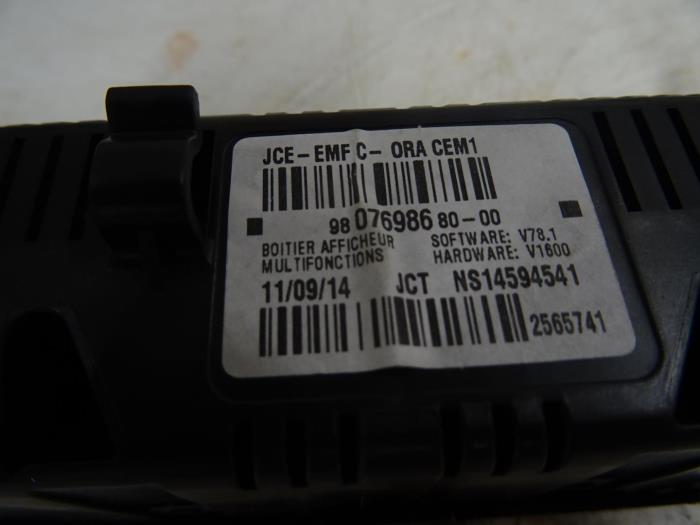 JCE-EMF C- ORA CEM1
98 076986 80-00
BOITIER AFFICHEUR SOFTWARE: V78.1
MULTIFONCTIONS HARDWARE: V1600
11/09/14 JCT NS14594541
2565741